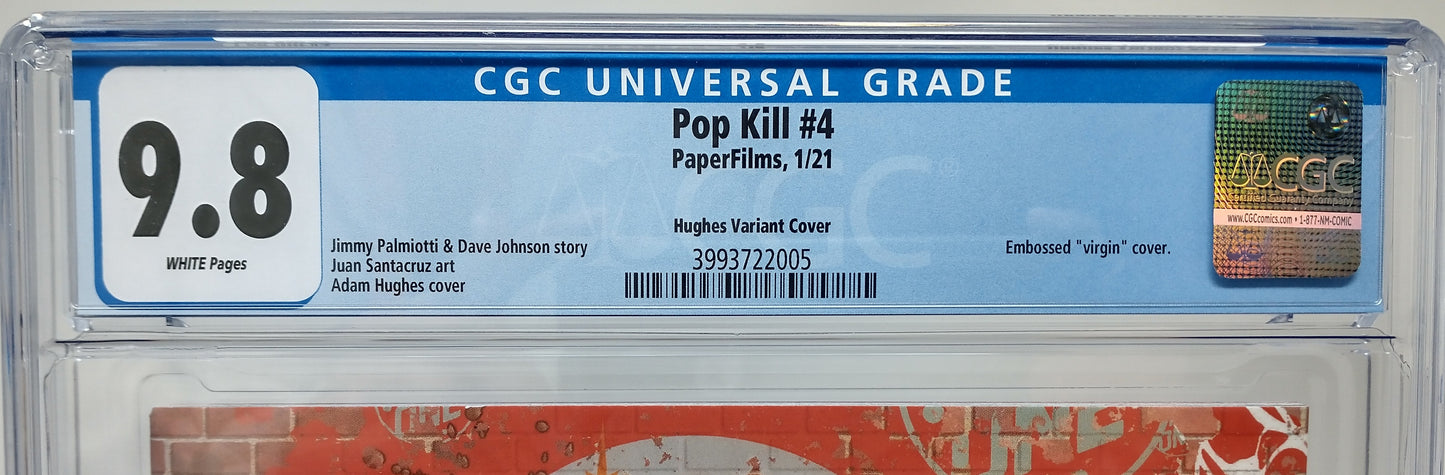 CGC UNIVERSAL GRADE
9.8
WHITE Pages
Pop Kill #4
PaperFilms, 1/21
Hughes Variant Cover
3993722005
Jimmy Palmiotti & Dave Johnson story
Juan Santacruz art
Adam Hughes cover
Embossed "virgin" cover.
CGC
Certified Guaranty Company
www.CGCcomics.com • 1-877-NM-COMIC
CGC